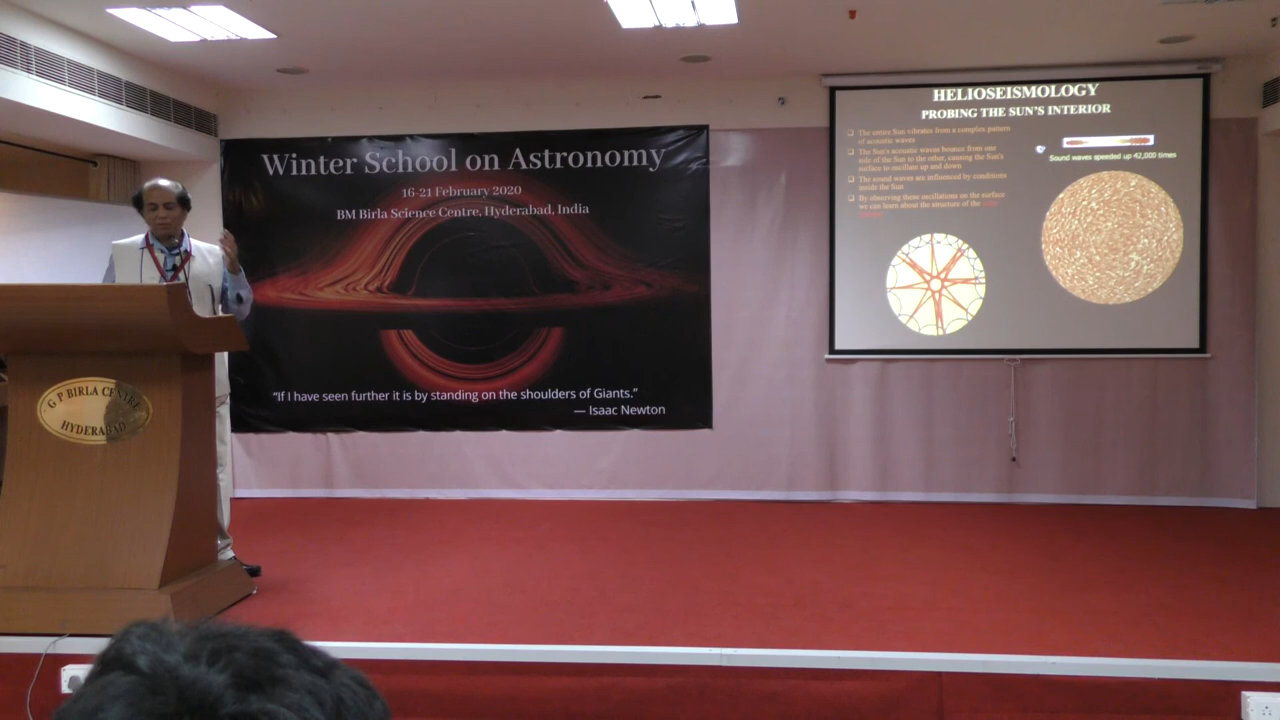 Winter School on Astronomy
16-21 February 2020
BM Birla Science Centre, Hyderabad, India
"If I have seen further it is by standing on the shoulders of Giants."
— Isaac Newton
G P BIRLA CENTRE
HYDERABAD
HELIOSEISMOLOGY
PROBING THE SUN'S INTERIOR
The entire Sun vibrates from a complex pattern
of acoustic waves
The Sun's acoustic waves bounce from one
side of the Sun to the other, causing the Sun's
surface to oscillate up and down
The sound waves are influenced by conditions
inside the Sun
By observing these oscillations on the surface
we can learn about the structure of the
Sound waves speeded up 42,000 times